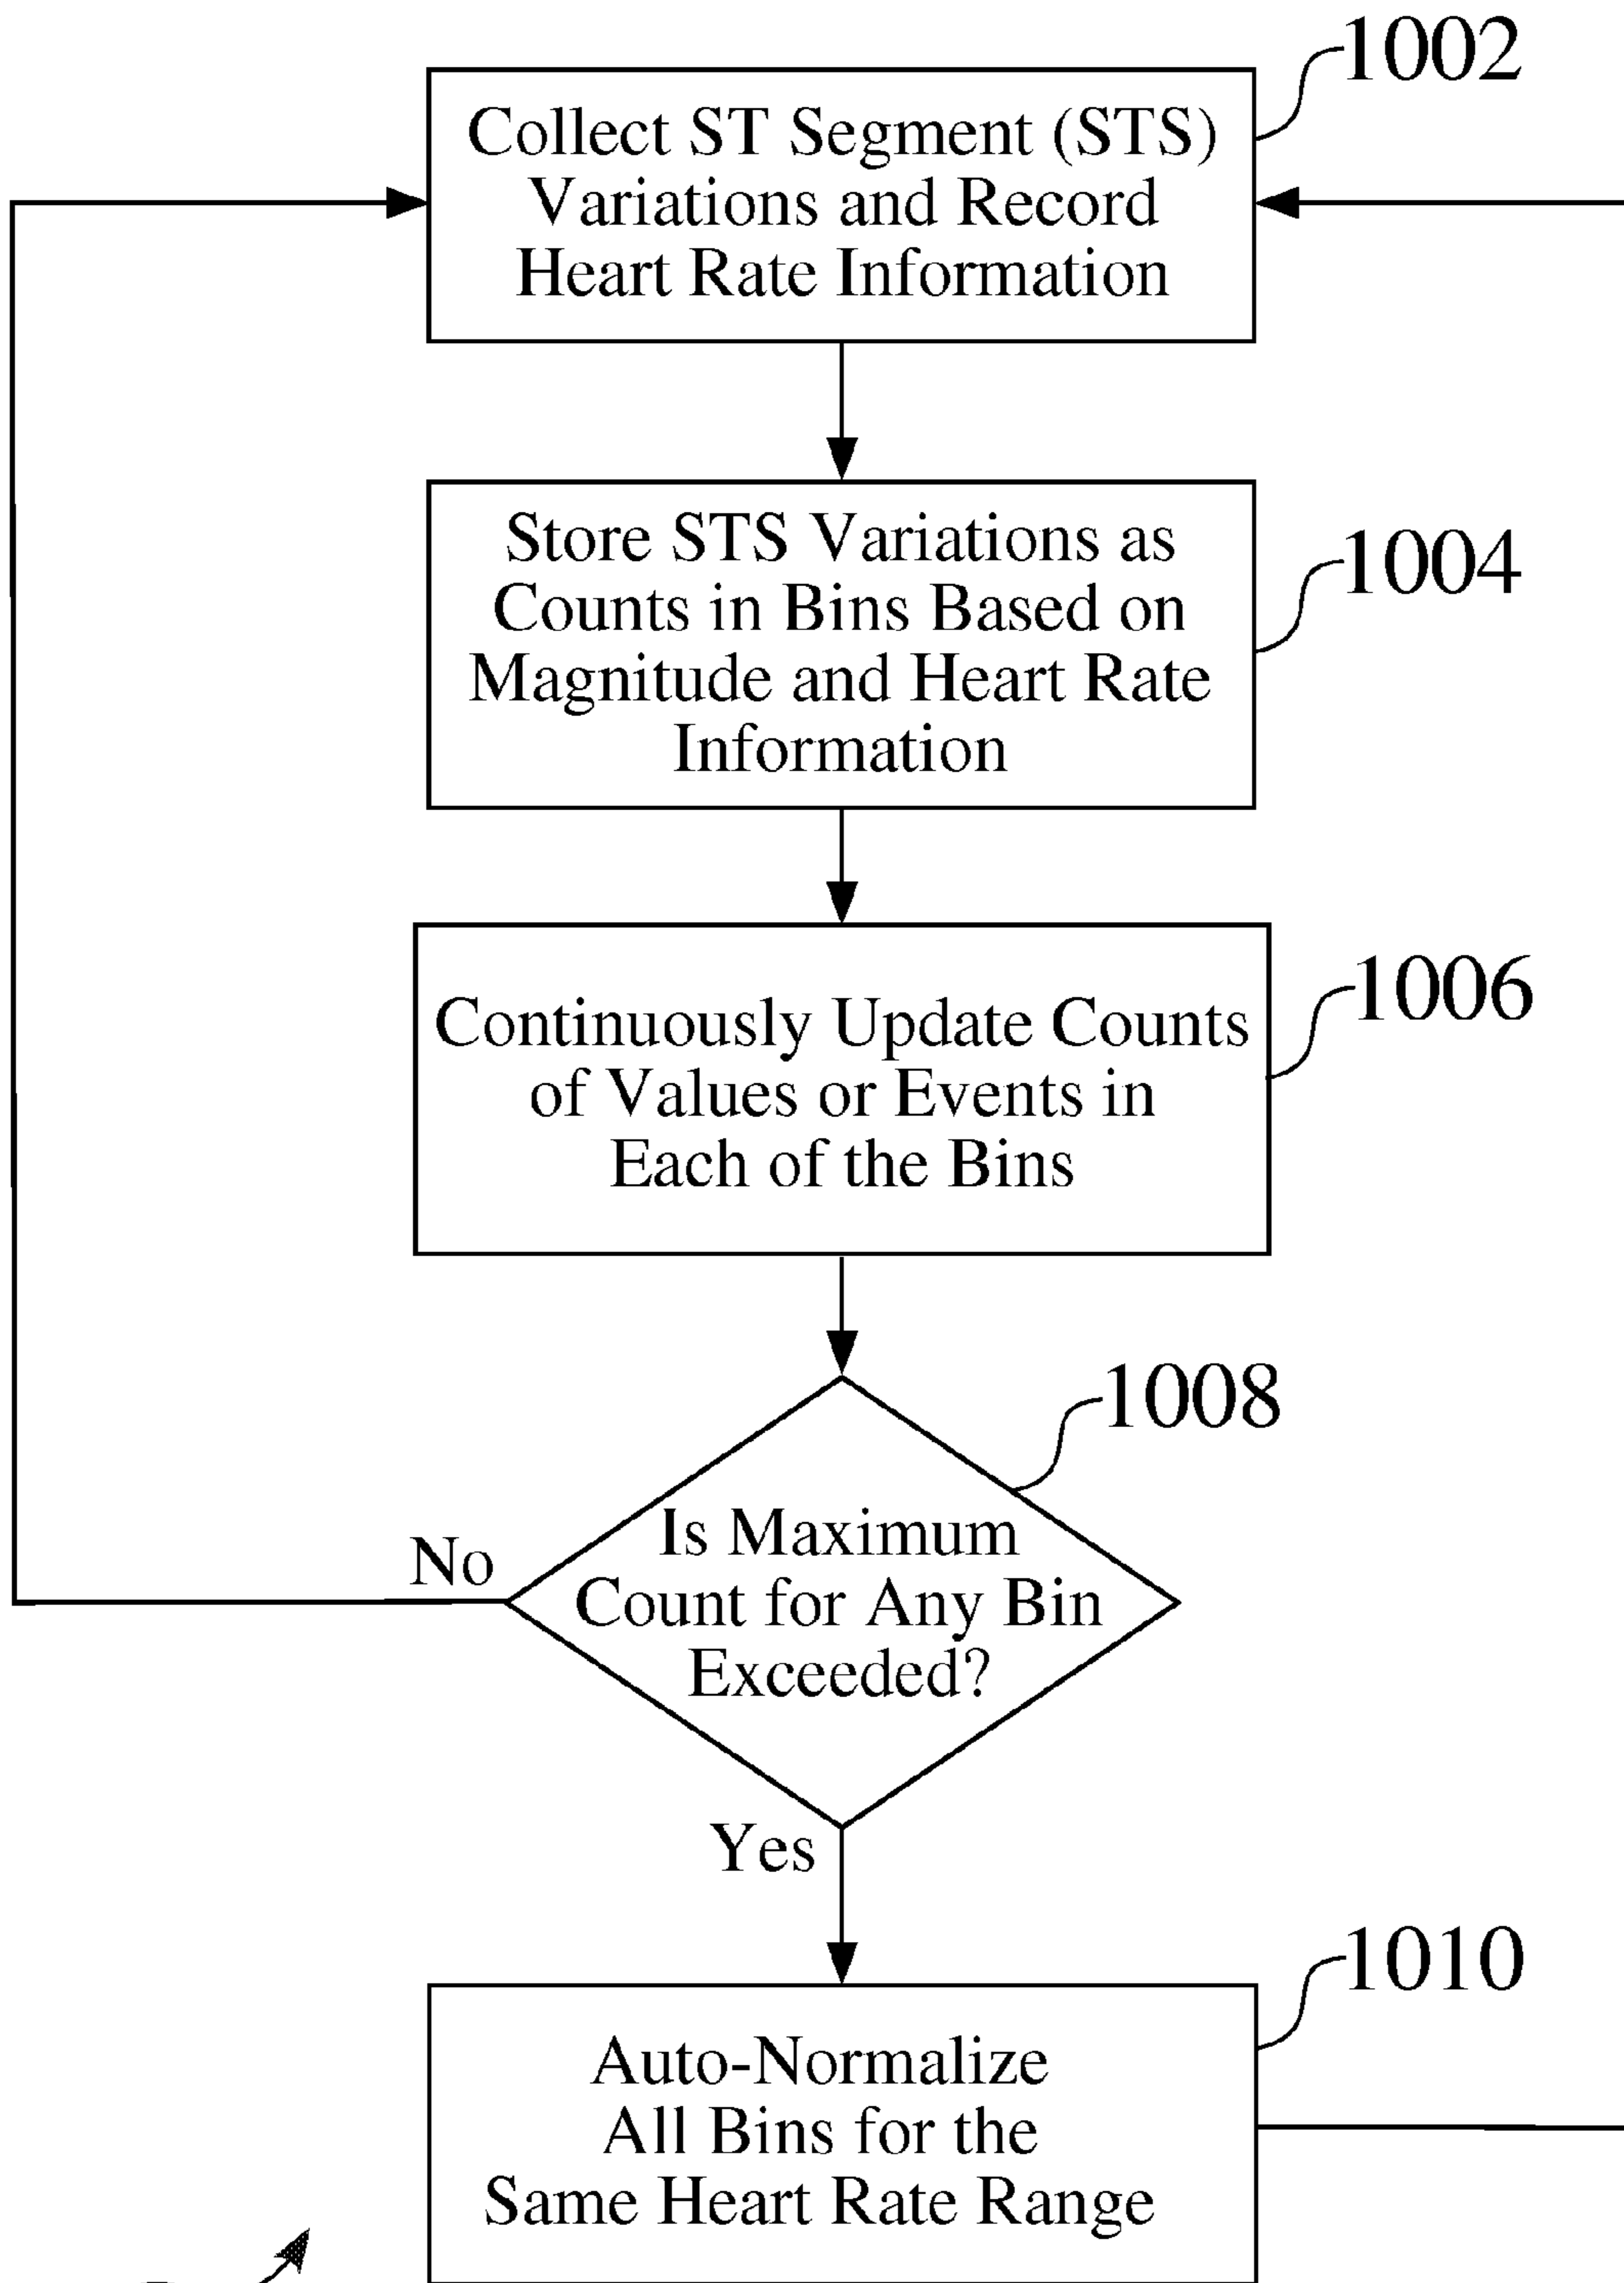 1002
Collect ST Segment (STS)
Variations and Record
Heart Rate Information
Store STS Variations as
Counts in Bins Based on
Magnitude and Heart Rate
Information
1004
Continuously Update Counts
of Values or Events in
Each of the Bins
1006
1008
Is Maximum
Count for Any Bin
Exceeded?
No
Yes
1010
Auto-Normalize
All Bins for the
Same Heart Rate Range